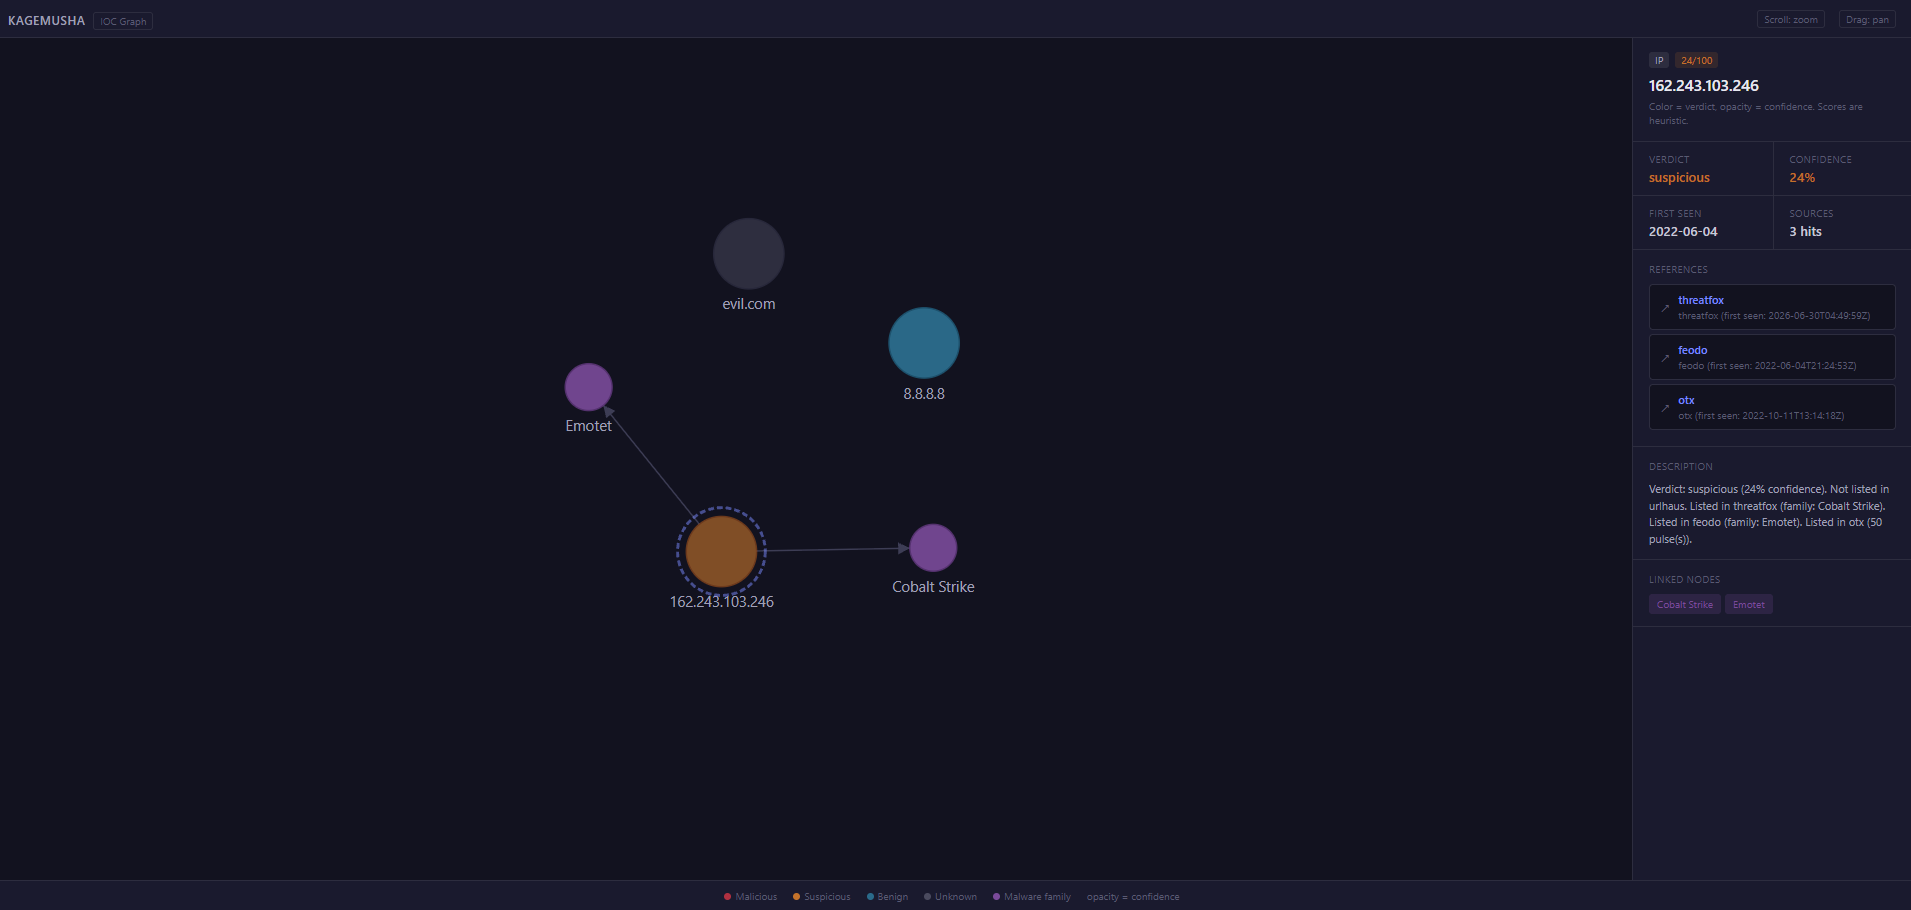 KAGEMUSHA IOC Graph
Scroll: zoom Drag: pan
evil.com
8.8.8.8
Emotet
162.243.103.246
Cobalt Strike
IP 24/100
162.243.103.246
Color = verdict, opacity = confidence. Scores are
heuristic.
VERDICT CONFIDENCE
suspicious 24%
FIRST SEEN SOURCES
2022-06-04 3 hits
REFERENCES
↗ threatfox
threatfox (first seen: 2026-06-30T04:49:59Z)
↗ feodo
feodo (first seen: 2022-06-04T21:24:53Z)
↗ otx
otx (first seen: 2022-10-11T13:14:18Z)
DESCRIPTION
Verdict: suspicious (24% confidence). Not listed in
urlhaus. Listed in threatfox (family: Cobalt Strike).
Listed in feodo (family: Emotet). Listed in otx (50
pulse(s)).
LINKED NODES
Cobalt Strike Emotet
Malicious Suspicious Benign Unknown Malware family opacity = confidence